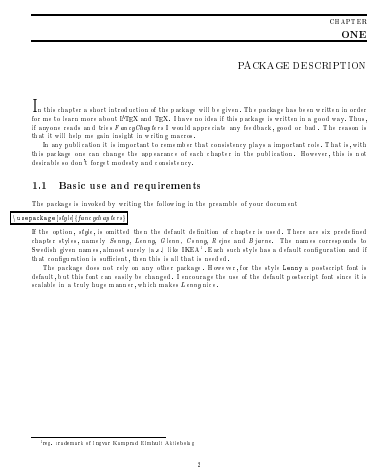 CHAPTER
ONE
PACKAGE DESCRIPTION
In this chapter a short introduction of the package will be given. The package has been written in order
for me to learn more about LaTeX and TeX. I have no idea if this package is written in a good way. Thus,
if anyone reads and tries FancyChapters I would appreciate any feedback, good or bad. The reason is
that it will me gain insight in writing macros.
In any publication it is important to remember that consistency plays a important role. That is, with
this package one can change the appearance of each chapter in the publication. However, this is not
desirable so don't forget modesty and consistency.
1.1 Basic use and requirements
The package is invoked by writing the following in the preamble of your document
\usepackage[style]{fancychapters}
If the option, style, is omitted then the default definition of chapter is used. There are six predefined
chapter styles, namely Sonny, Lenny, Glenn, Conny, Rejne and Bjarne. The names corresponds to
Swedish given names, almost surely (a.s.) like IKEA¹. Each such style has a default configuration and if
that configuration is sufficient, then this is all that is needed.
The package does not rely on any other package. However, for the style Lenny a postscript font is
default, but this font can easily be changed. I encourage the use of the default postscript font since it is
scalable in a truly huge manner, which makes Lenny nice.
¹reg. trademark of Ingvar Kamprad Elmhult
2